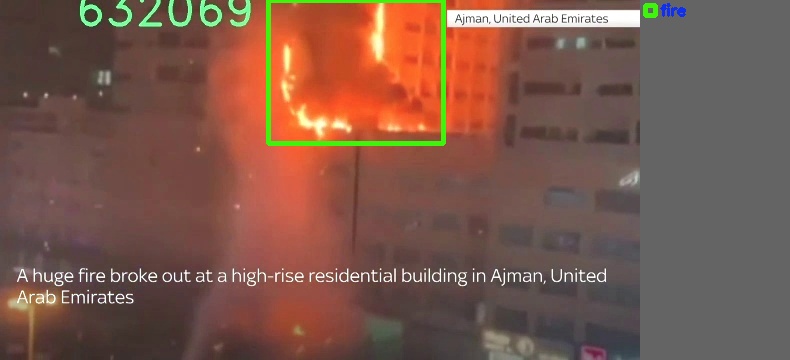 632069
Ajman, United Arab Emirates
fire
A huge fire broke out at a high-rise residential building in Ajman, United
Arab Emirates